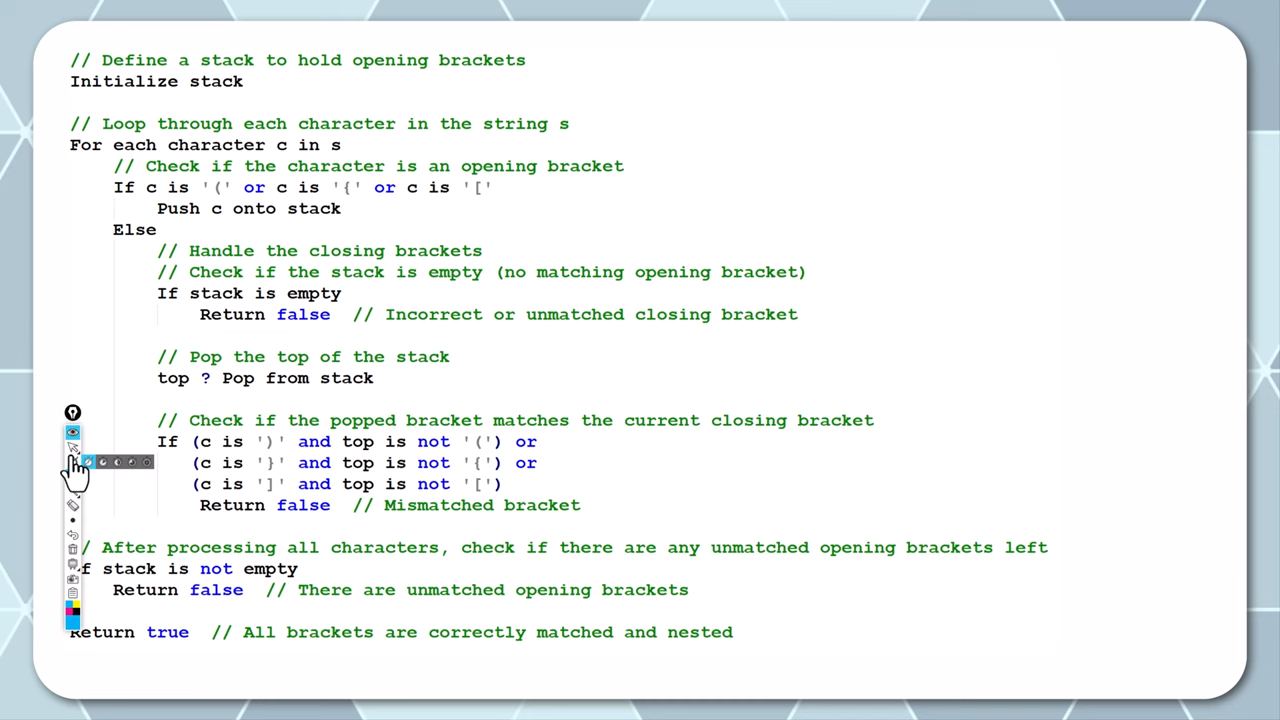 // Define a stack to hold opening brackets
Initialize stack
// Loop through each character in the string s
For each character c in s
// Check if the character is an opening bracket
If c is '(' or c is '{' or c is '['
Push c onto stack
Else
// Handle the closing brackets
// Check if the stack is empty (no matching opening bracket)
If stack is empty
Return false // Incorrect or unmatched closing bracket
// Pop the top of the stack
top ? Pop from stack
// Check if the popped bracket matches the current closing bracket
If (c is ')' and top is not '(') or
(c is '}' and top is not '{') or
(c is ']' and top is not '[')
Return false // Mismatched bracket
/ After processing all characters, check if there are any unmatched opening brackets left
f stack is not empty
Return false // There are unmatched opening brackets
Return true // All brackets are correctly matched and nested